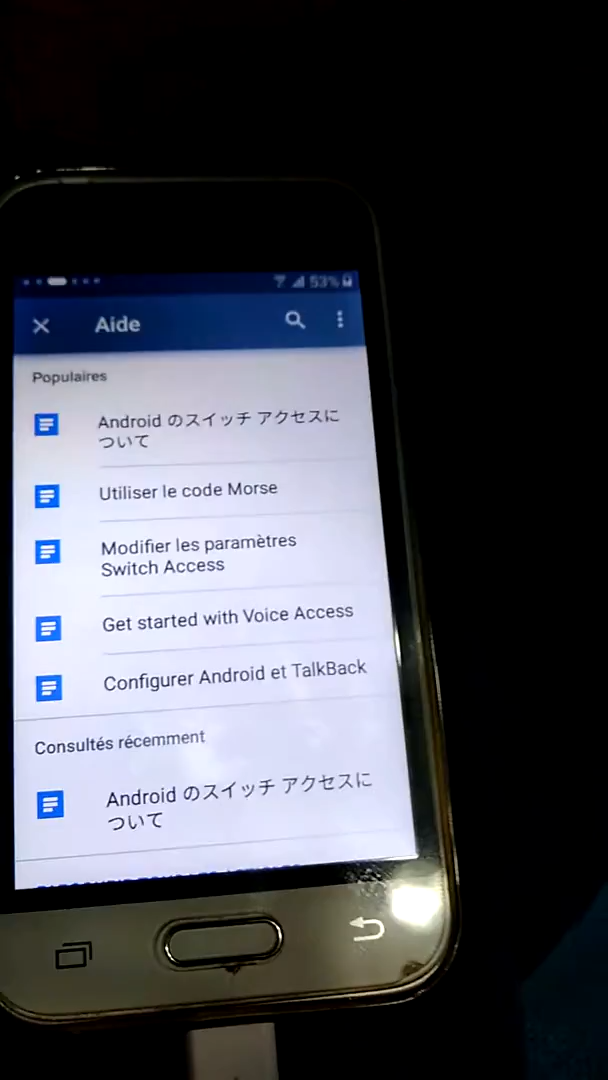 53%
Aide
Populaires
Android のスイッチ アクセスに
ついて
Utiliser le code Morse
Modifier les paramètres
Switch Access
Get started with Voice Access
Configurer Android et TalkBack
Consultés récemment
Android のスイッチ アクセスに
ついて